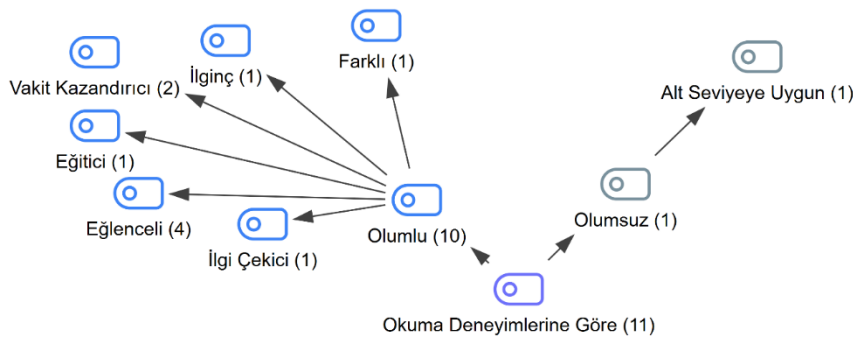 Farklı (1)
İlginç (1)
Vakit Kazandırıcı (2)
Alt Seviyeye Uygun (1)
Eğitici (1)
Eğlenceli (4)
Olumsuz (1)
Olumlu (10)
İlgi Çekici (1)
Okuma Deneyimlerine Göre (11)